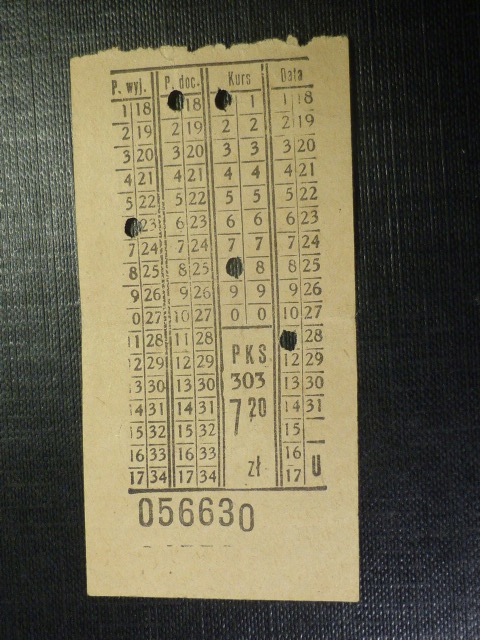 P. wyj. P. doc. Kurs Data
1 18 18 1 1 18
2 19 2 19 2 2 2 19
3 20 3 20 3 3 3 20
4 21 4 21 4 4 4 21
5 22 5 22 5 5 5 22
23 6 23 6 6 6 23
7 24 7 24 7 7 7 24
8 25 8 25 8 8 25
9 26 9 26 9 9 9 26
0 27 10 27 0 0 10 27
11 28 11 28 28
12 29 12 29 PKS 12 29
13 30 13 30 303 13 30
14 31 14 31 7 20 14 31
15 32 15 32 15
16 33 16 33 zł 16
17 34 17 34 17 U
056630